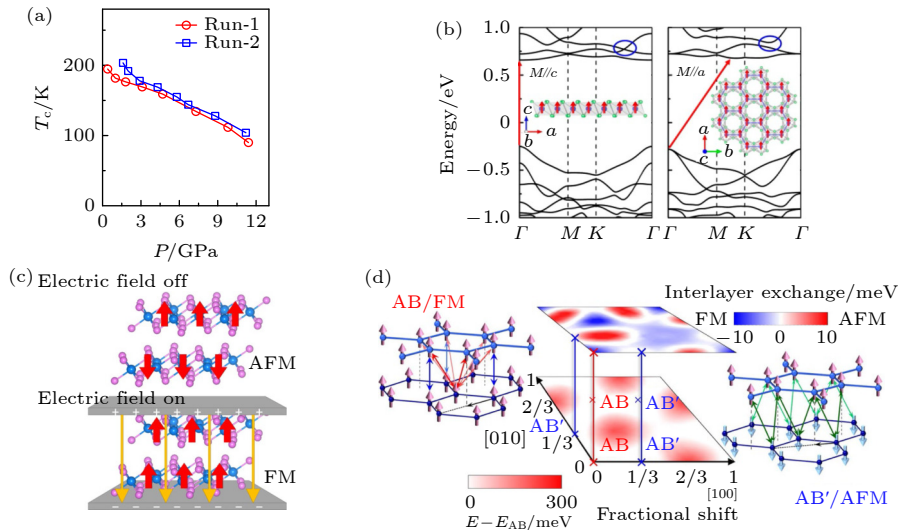 (a)
Run-1
Run-2
200
150
100
50
0
T_c/K
0 3 6 9 12
P/GPa
(b)
1.0
0.5
0
−0.5
−1.0
Energy/eV
M//c
c
b
a
Γ M K Γ
M//a
a
c
b
Γ M K Γ
(c)
Electric field off
AFM
Electric field on
+ + + + + + +
FM
− − − − − − −
(d)
AB/FM
Interlayer exchange/meV
FM
AFM
−10 0 10
1
2/3
AB′
1/3
[010]
AB
AB′
AB
AB′
0
0
1/3
2/3
1
[100]
Fractional shift
0
300
E−E_AB/meV
AB′/AFM